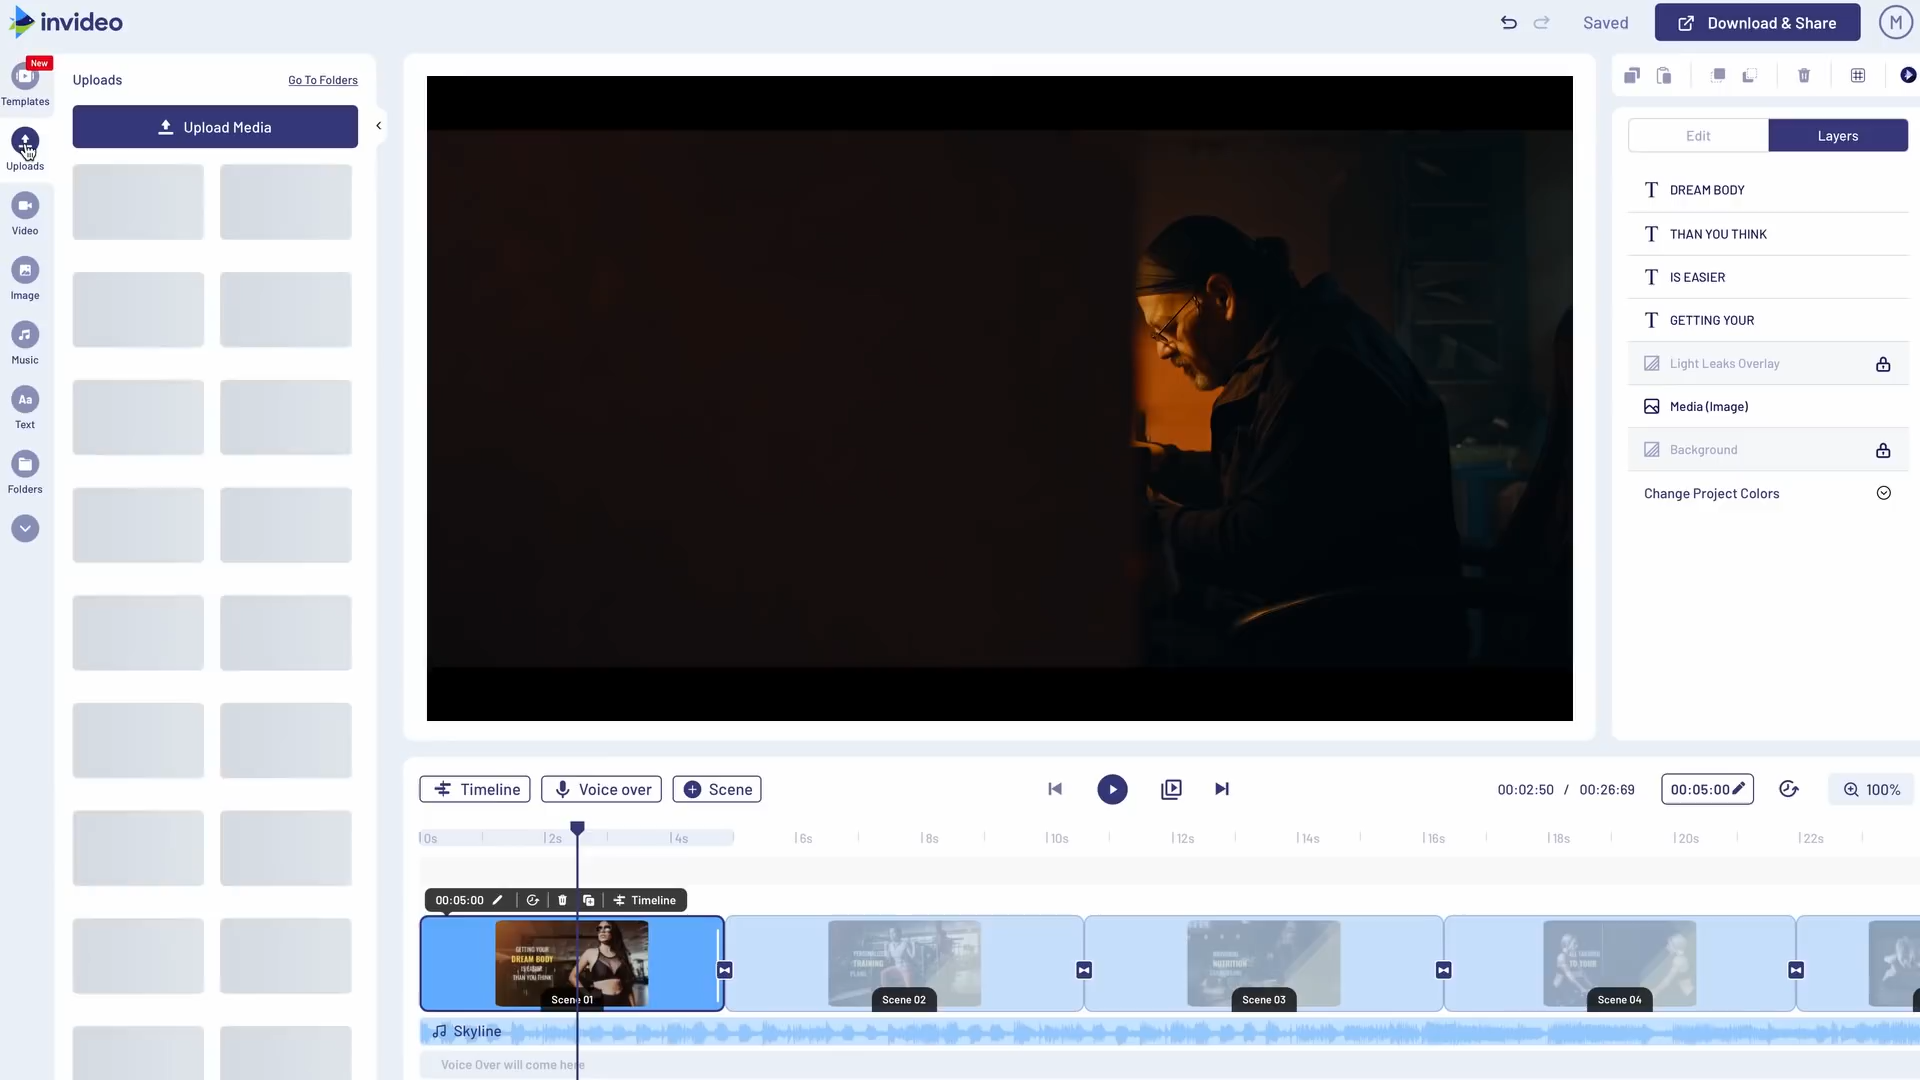 invideo
Saved
Download & Share
M
New
Templates
Uploads
Video
Image
Music
Aa
Text
Folders
Uploads
Go To Folders
Upload Media
Edit
Layers
DREAM BODY
THAN YOU THINK
IS EASIER
GETTING YOUR
Light Leaks Overlay
Media (Image)
Background
Change Project Colors
Timeline
Voice over
Scene
00:02:50 / 00:26:69
00:05:00
100%
0s
2s
4s
6s
8s
10s
12s
14s
16s
18s
20s
22s
00:05:00
Timeline
GETTING YOUR
DREAM BODY
IS EASIER
THAN YOU THINK
Scene 01
TRAINING
Scene 02
NUTRITION
Scene 03
Scene 04
Skyline
Voice Over will come here